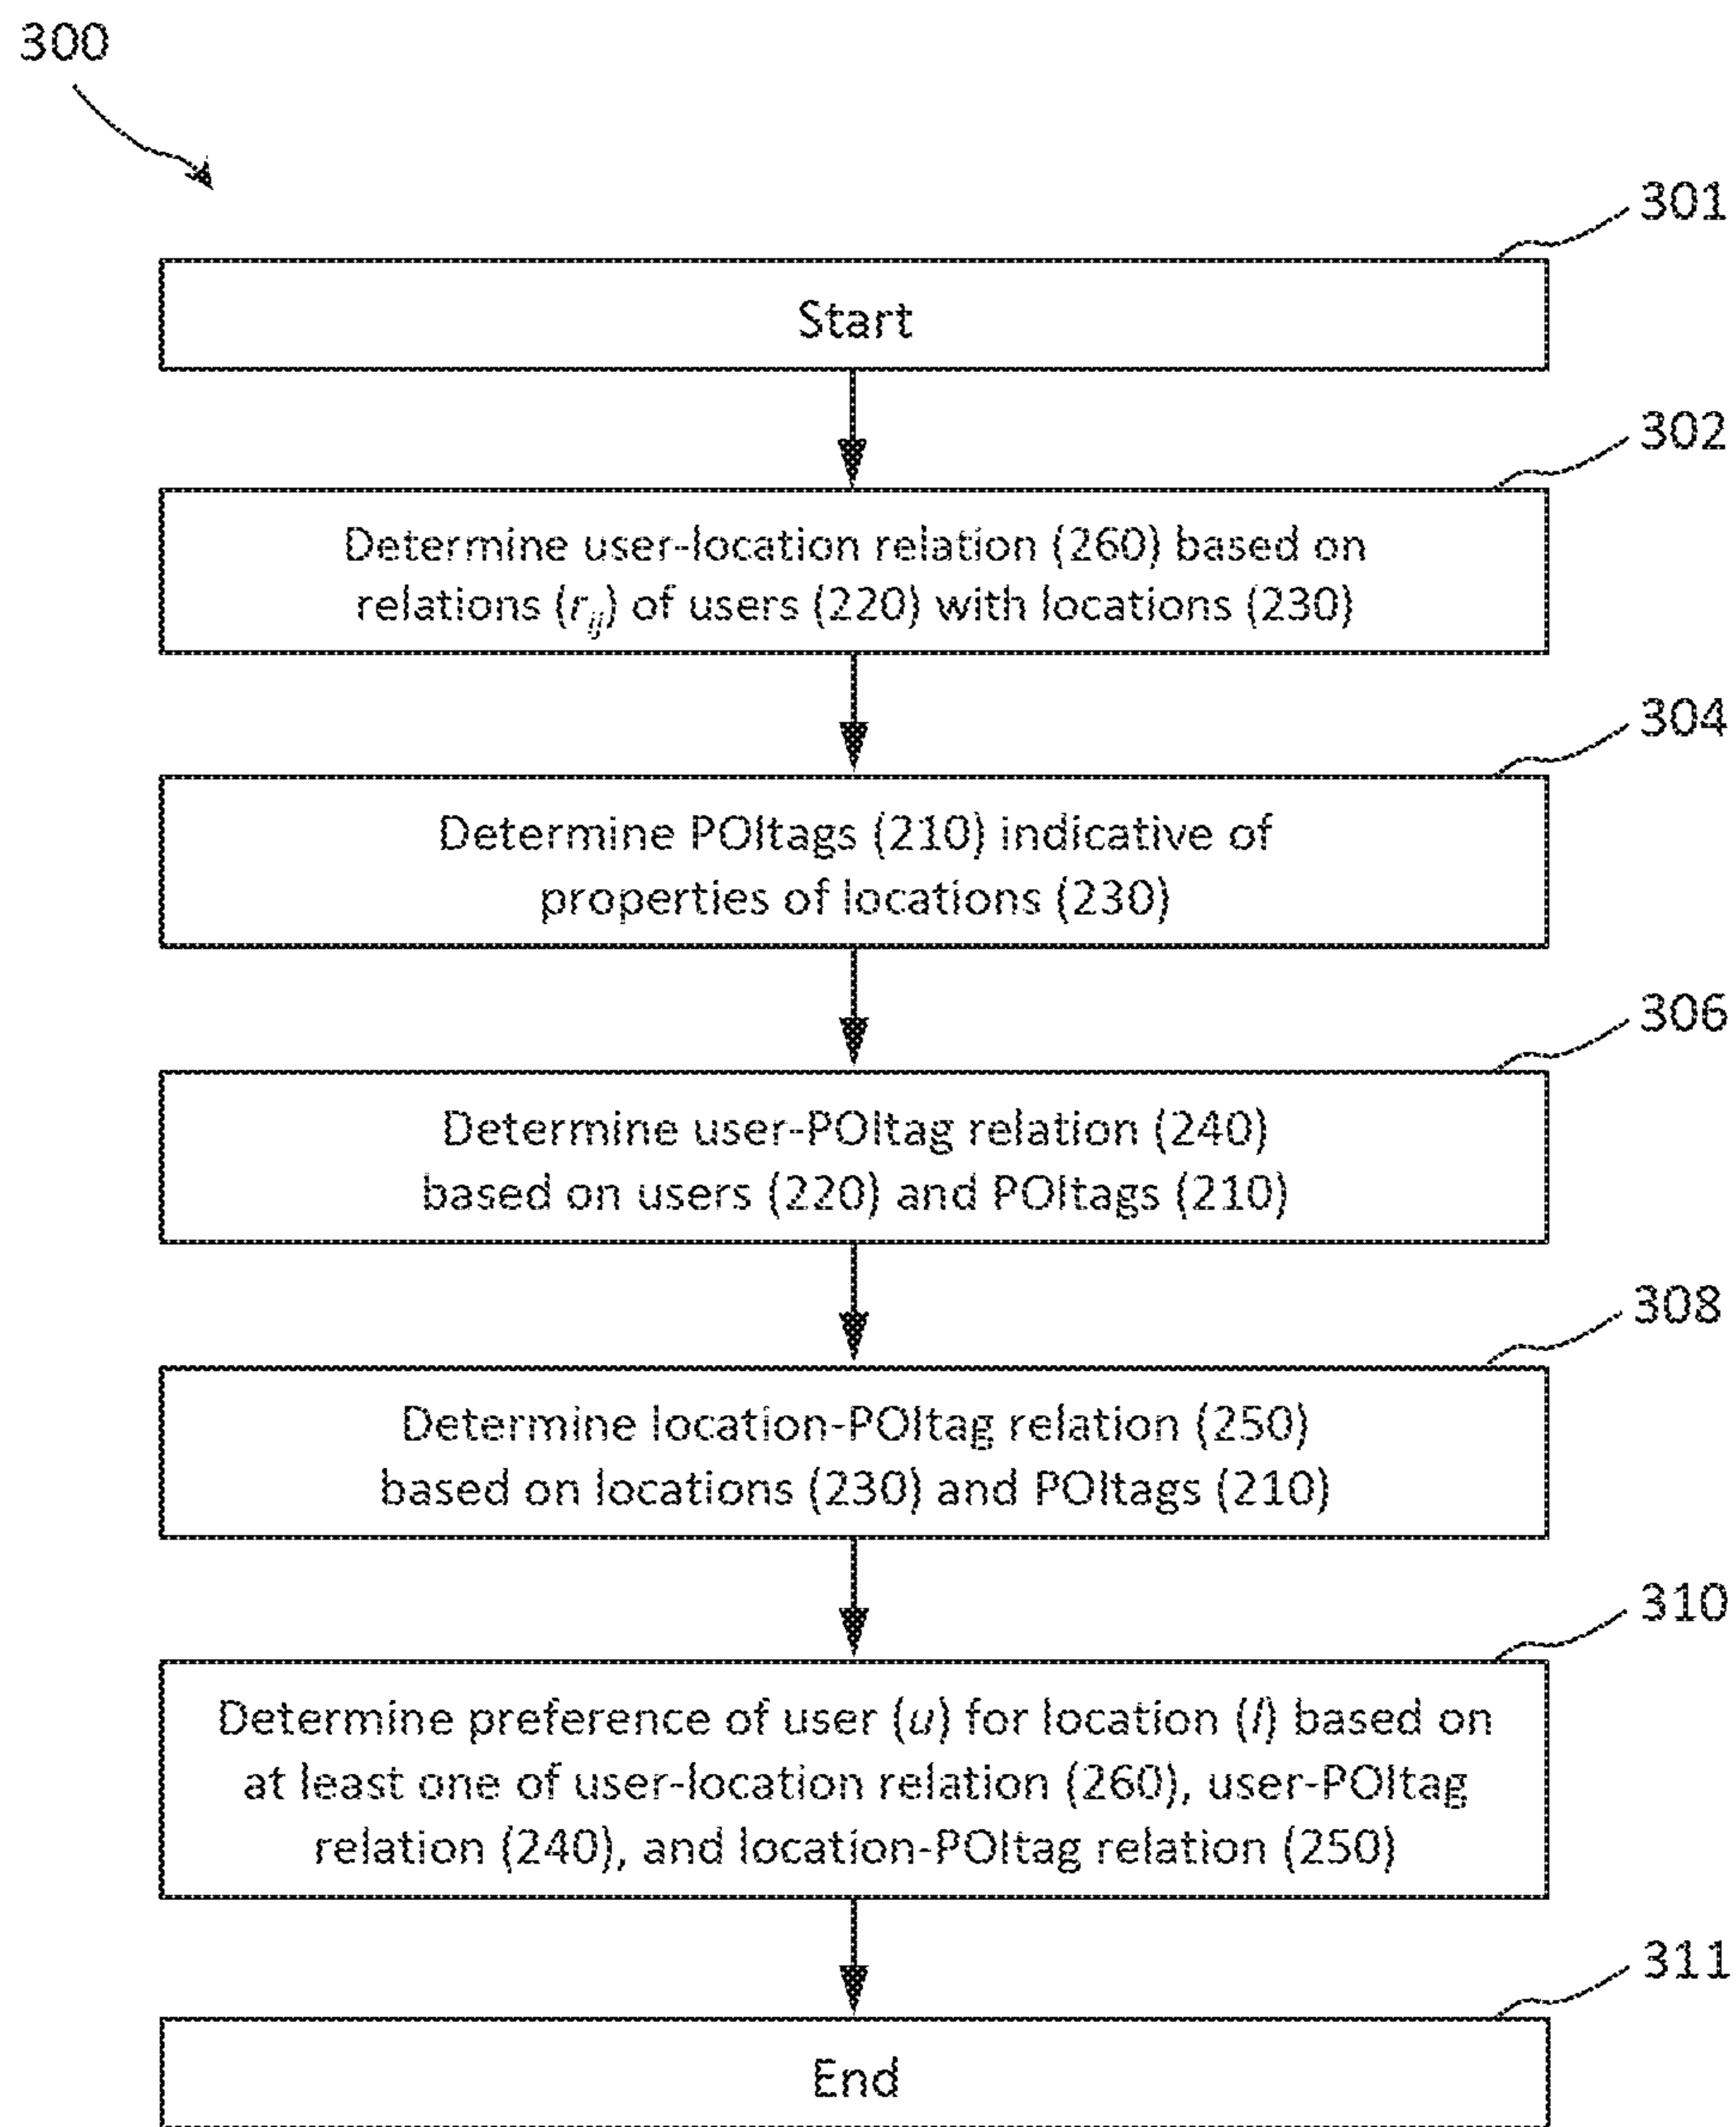 300
301
Start
302
Determine user-location relation (260) based on
relations (r_ij) of users (220) with locations (230)
304
Determine POItags (210) indicative of
properties of locations (230)
306
Determine user-POItag relation (240)
based on users (220) and POItags (210)
308
Determine location-POItag relation (250)
based on locations (230) and POItags (210)
310
Determine preference of user (u) for location (l) based on
at least one of user-location relation (260), user-POItag
relation (240), and location-POItag relation (250)
311
End